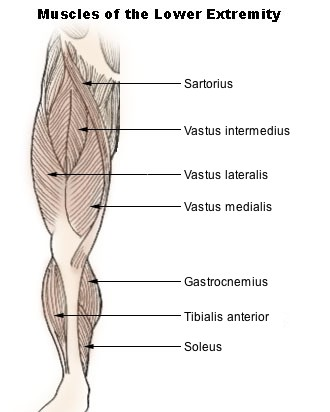 Muscles of the Lower Extremity
Sartorius
Vastus intermedius
Vastus lateralis
Vastus medialis
Gastrocnemius
Tibialis anterior
Soleus